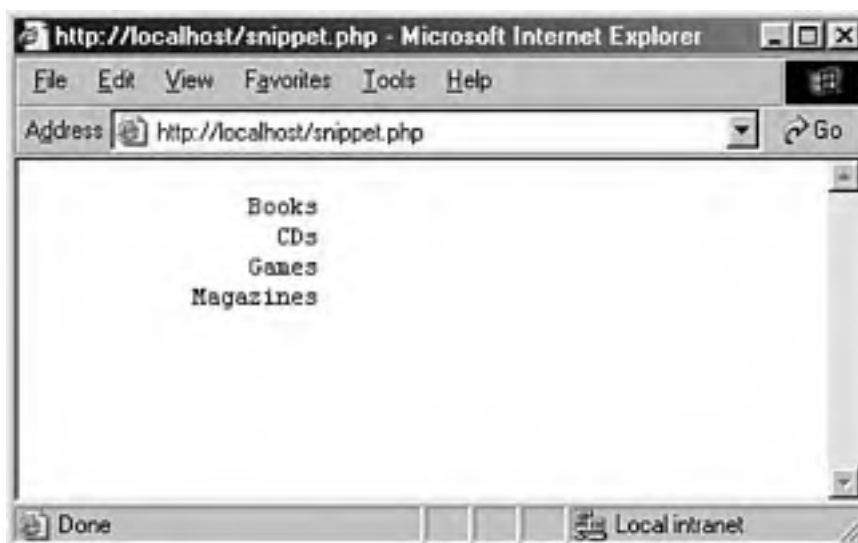 http://localhost/snippet.php - Microsoft Internet Explorer
File Edit View Favorites Tools Help
Address http://localhost/snippet.php Go
Books
CDs
Games
Magazines
Done Local intranet